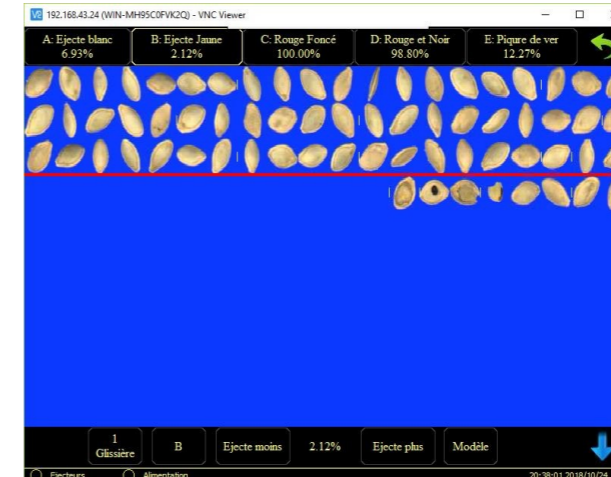 192.168.43.24 (WIN-MH95C0FVK2Q) - VNC Viewer
A: Ejecte blanc
6.93%
B: Ejecte Jaune
2.12%
C: Rouge Foncé
100.00%
D: Rouge et Noir
98.80%
E: Piqure de ver
12.27%
1
Glissière
B
Ejecte moins
2.12%
Ejecte plus
Modèle
Ejecteurs
Alimentation
20:38:01 2018/10/24